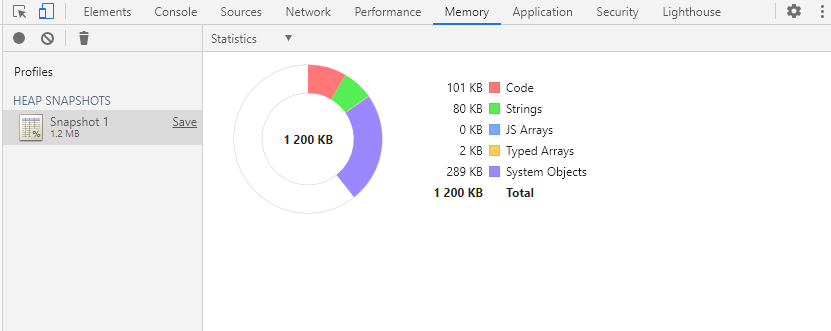 Elements Console Sources Network Performance Memory Application Security Lighthouse
Statistics ▼
Profiles
HEAP SNAPSHOTS
Snapshot 1 Save
1.2 MB
%
1 200 KB
101 KB Code
80 KB Strings
0 KB JS Arrays
2 KB Typed Arrays
289 KB System Objects
1 200 KB Total